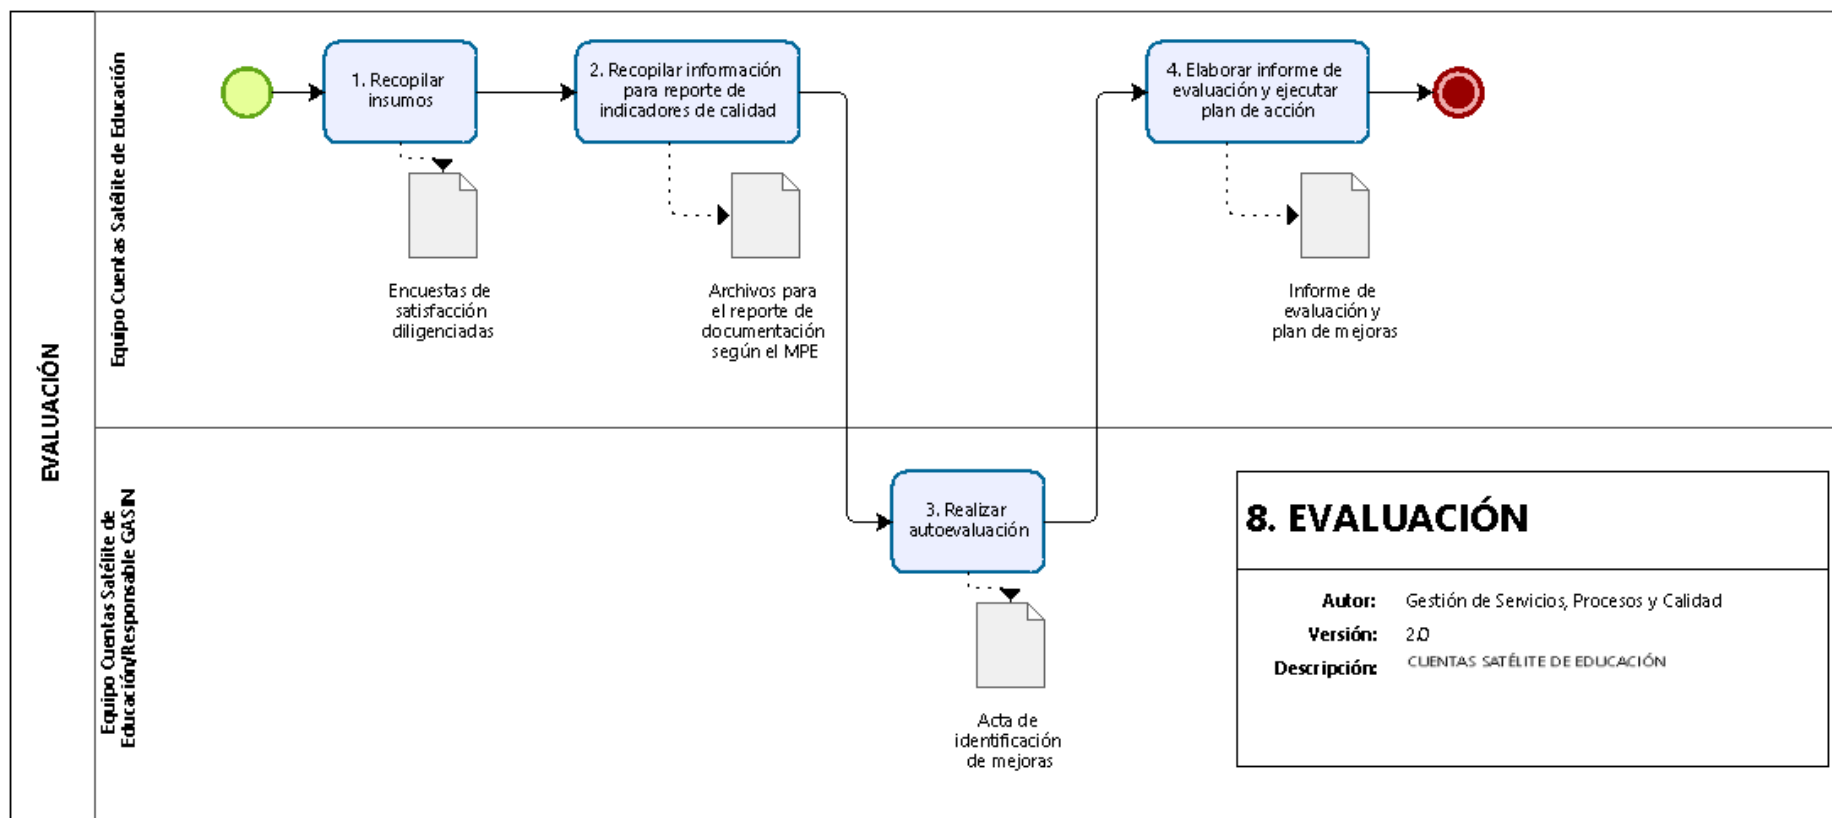 EVALUACIÓN
Equipo Cuentas Satélite de Educación
1. Recopilar
insumos
2. Recopilar información
para reporte de
indicadores de calidad
4. Elaborar informe de
evaluación y ejecutar
plan de acción
Encuestas de
satisfacción
diligenciadas
Archivos para
el reporte de
documentación
según el MPE
Informe de
evaluación y
plan de mejoras
Equipo Cuentas Satélite de
Educación/Responsable GASIN
3. Realizar
autoevaluación
Acta de
identificación
de mejoras
8. EVALUACIÓN
Autor: Gestión de Servicios, Procesos y Calidad
Versión: 2.0
Descripción: CUENTAS SATÉLITE DE EDUCACIÓN